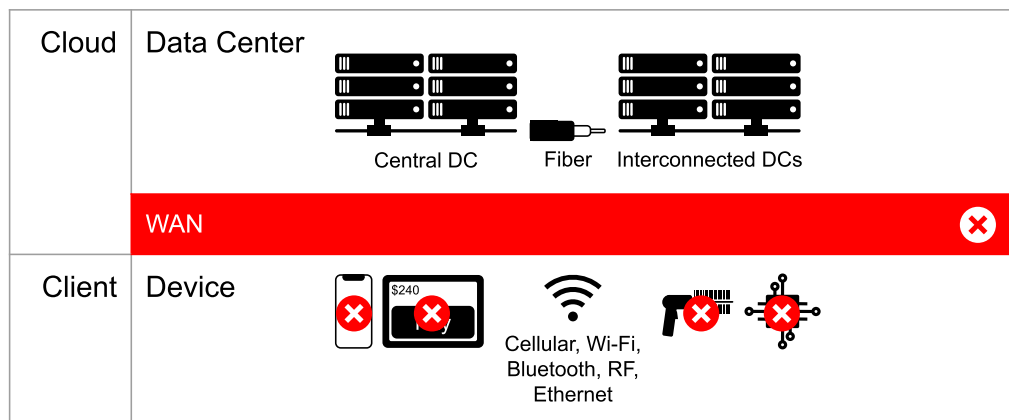 Cloud
Data Center
Central DC
Fiber
Interconnected DCs
WAN
Client
Device
$240
Cellular, Wi-Fi,
Bluetooth, RF,
Ethernet